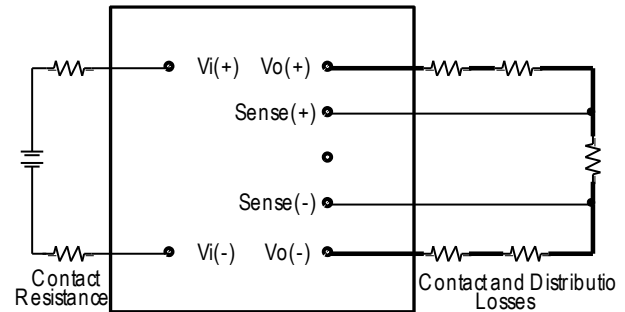 Vi(+) Vo(+)
Sense(+)
Sense(-)
Vi(-) Vo(-)
Contact
Resistance
Contact and Distributio
Losses